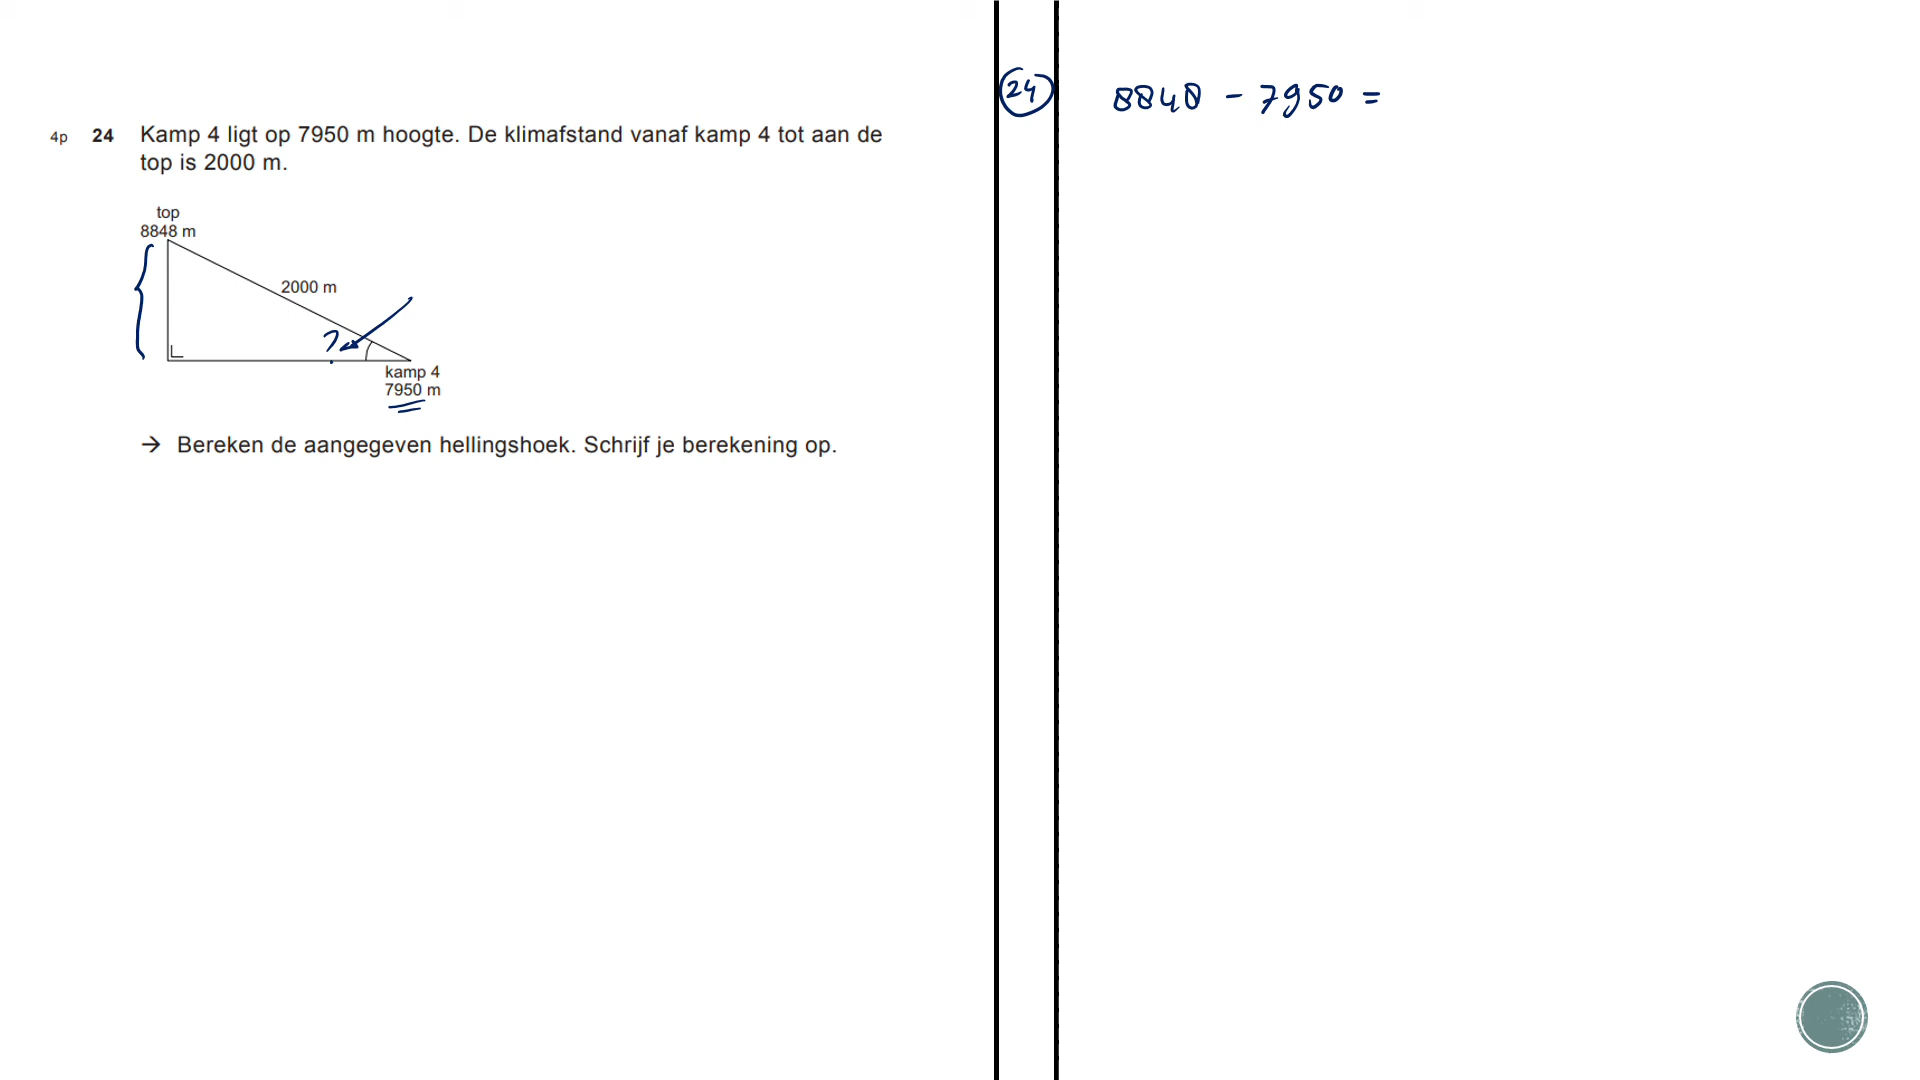 4p 24 Kamp 4 ligt op 7950 m hoogte. De klimafstand vanaf kamp 4 tot aan de
top is 2000 m.
top
8848 m
2000 m
?
kamp 4
7950 m
→ Bereken de aangegeven hellingshoek. Schrijf je berekening op.
24 8848 - 7950 =